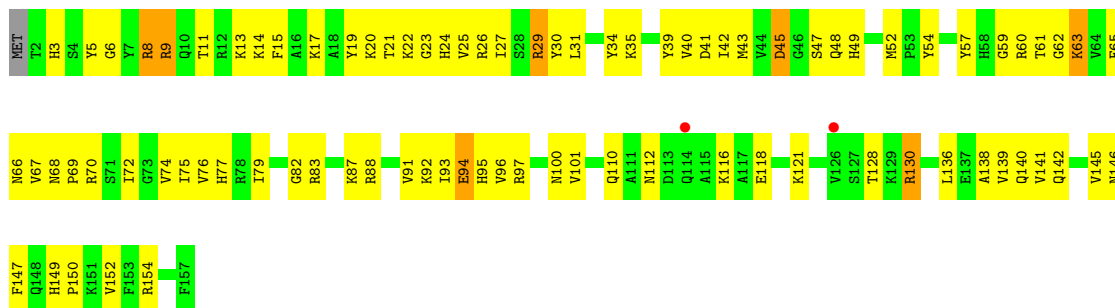 MET T2 H3 S4 Y5 G6 Y7 R8 R9 Q10 T11 R12 K13 K14 F15 A16 K17 A18 Y19 K20 T21 K22 G23 H24 V25 R26 I27 S28 R29 Y30 L31 Y34 K35 Y39 V40 D41 I42 M43 V44 D45 G46 S47 Q48 H49 M52 P53 Y54 Y57 H58 G59 R60 T61 G62 K63 V64
N66 V67 N68 P69 R70 S71 I72 G73 V74 I75 V76 H77 R78 I79 G82 R83 K87 R88 V91 K92 I93 E94 H95 V96 R97 N100 V101 Q110 A111 N112 D113 Q114 A115 K116 A117 E118 K121 V126 S127 T128 K129 R130 L136 E137 A138 V139 Q140 V141 Q142 V145
F147 Q148 H149 P150 K151 V152 F153 R154 F157